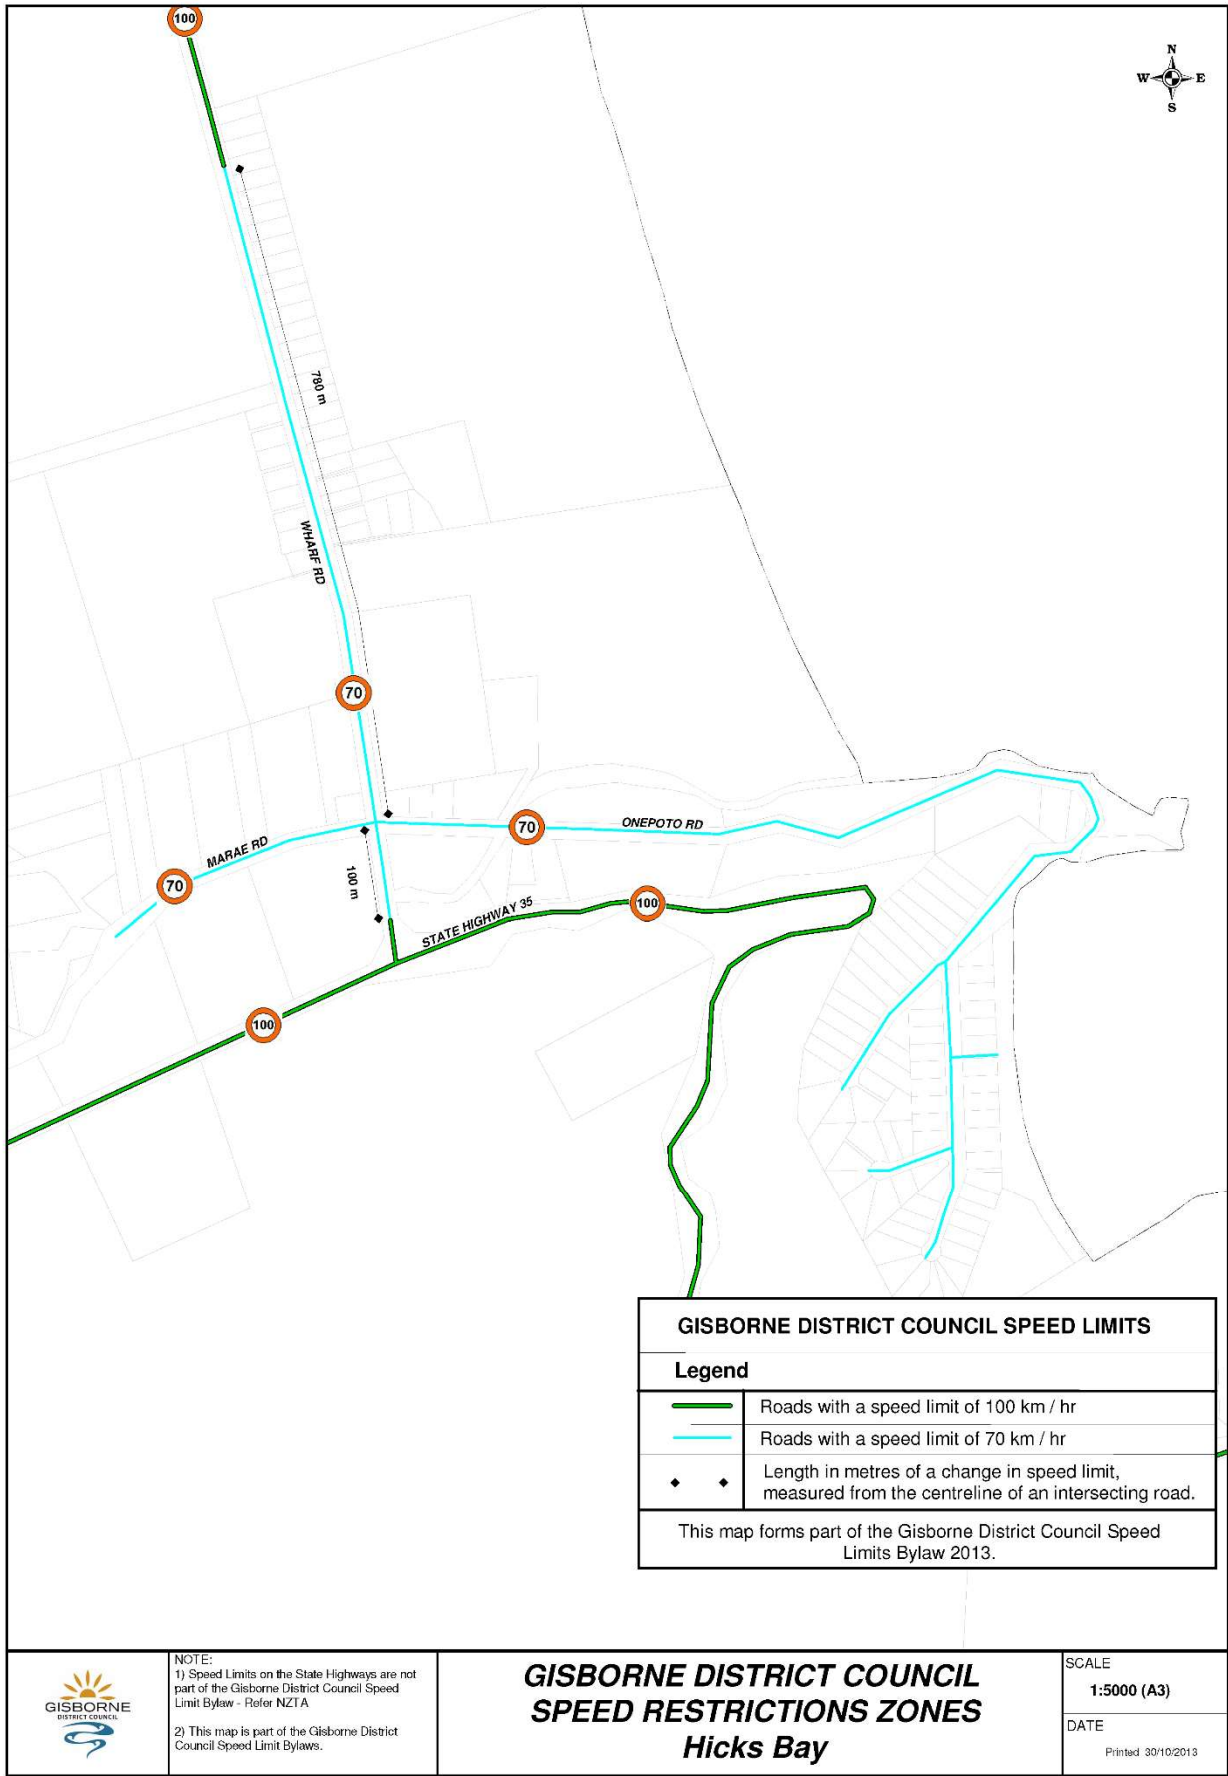 100
N
W E
S
780 m
WHARF RD
70
ONEPOTO RD
70
MARAE RD
70
100 m
STATE HIGHWAY 35
100
100
GISBORNE DISTRICT COUNCIL SPEED LIMITS
Legend
Roads with a speed limit of 100 km / hr
Roads with a speed limit of 70 km / hr
Length in metres of a change in speed limit,
measured from the centreline of an intersecting road.
This map forms part of the Gisborne District Council Speed
Limits Bylaw 2013.
GISBORNE
DISTRICT COUNCIL
NOTE:
1) Speed Limits on the State Highways are not
part of the Gisborne District Council Speed
Limit Bylaw - Refer NZTA
2) This map is part of the Gisborne District
Council Speed Limit Bylaws.
GISBORNE DISTRICT COUNCIL
SPEED RESTRICTIONS ZONES
Hicks Bay
SCALE
1:5000 (A3)
DATE
Printed 30/10/2013